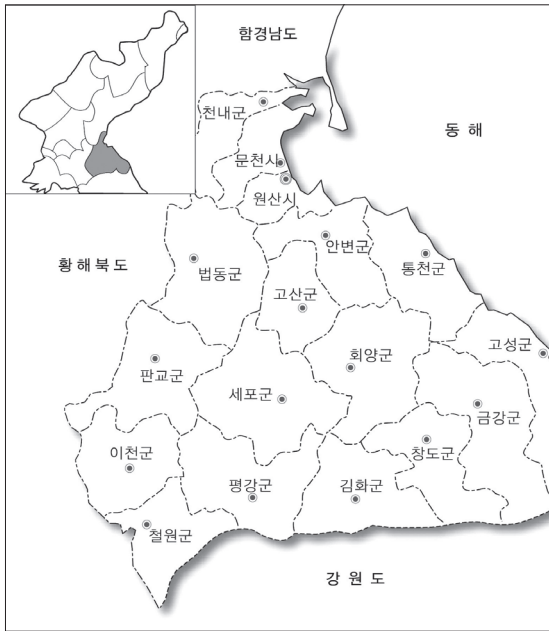 함경남도
천내군
동해
문천시
원산시
안변군
통천군
황해북도
법동군
고산군
고성군
회양군
판교군
세포군
금강군
창도군
이천군
평강군
김화군
철원군
강원도